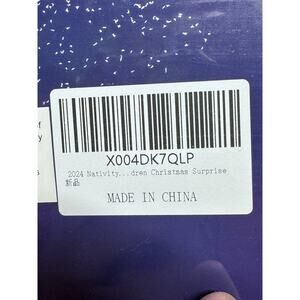 X004DK7QLP
2024 Nativity...dren Christmas Surprise
新品
MADE IN CHINA